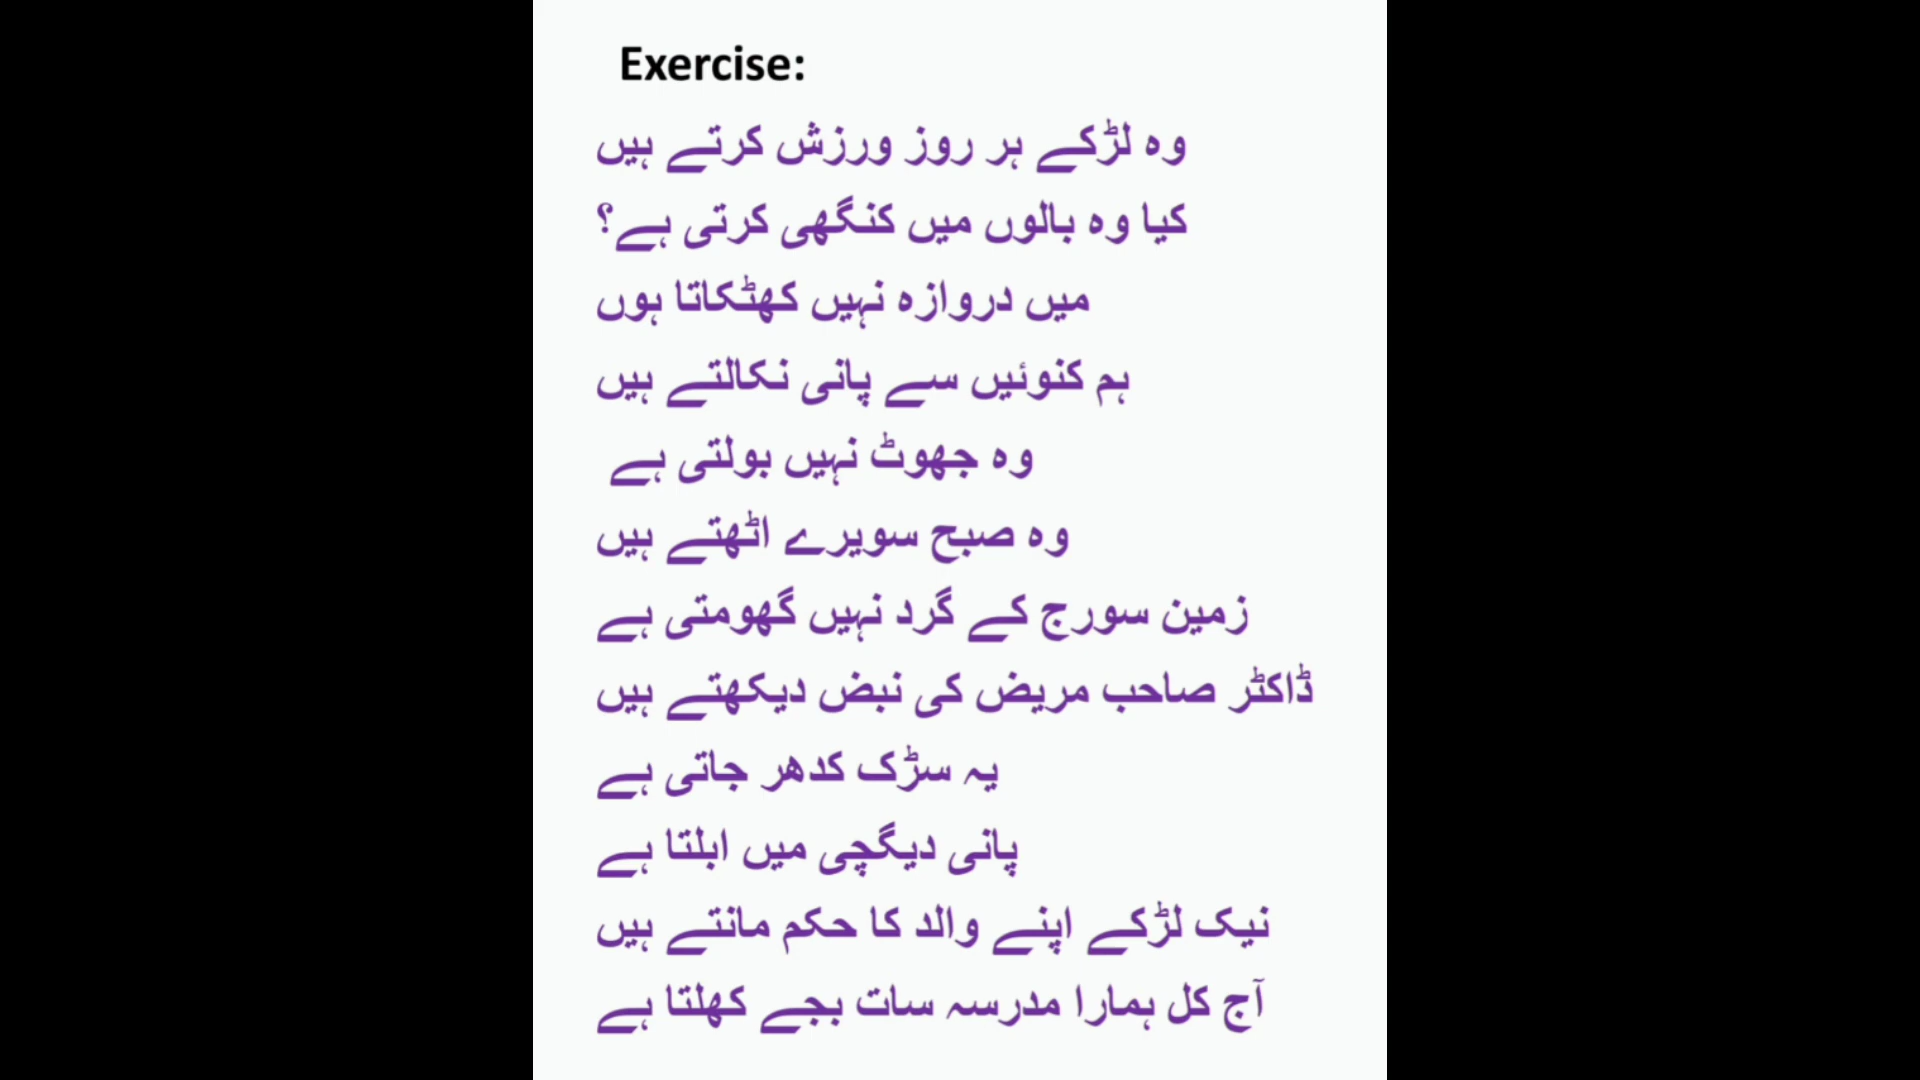 Exercise:
وہ لڑکے ہر روز ورزش کرتے ہیں
کیا وہ بالوں میں کنگھی کرتی ہے؟
میں دروازہ نہیں کھٹکاتا ہوں
ہم کنوئیں سے پانی نکالتے ہیں
وہ جھوٹ نہیں بولتی ہے
وہ صبح سویرے اٹھتے ہیں
زمین سورج کے گرد نہیں گھومتی ہے
ڈاکٹر صاحب مریض کی نبض دیکھتے ہیں
یہ سڑک کدھر جاتی ہے
پانی دیگچی میں ابلتا ہے
نیک لڑکے اپنے والد کا حکم مانتے ہیں
آج کل ہمارا مدرسہ سات بجے کھلتا ہے